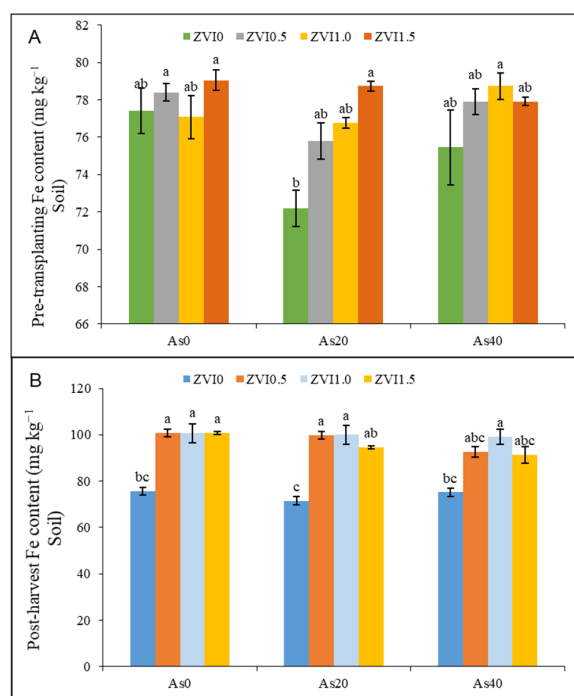 A
ZVI0 ZVI0.5 ZVI1.0 ZVI1.5
Pre-transplanting Fe content (mg kg⁻¹
Soil)
82
80
78
76
74
72
70
68
66
ab a ab a
b ab ab a
ab ab a ab
As0 As20 As40
B
ZVI0 ZVI0.5 ZVI1.0 ZVI1.5
Post-harvest Fe content (mg kg⁻¹
Soil)
120
100
80
60
40
20
0
bc a a a
c a a ab
bc abc a abc
As0 As20 As40